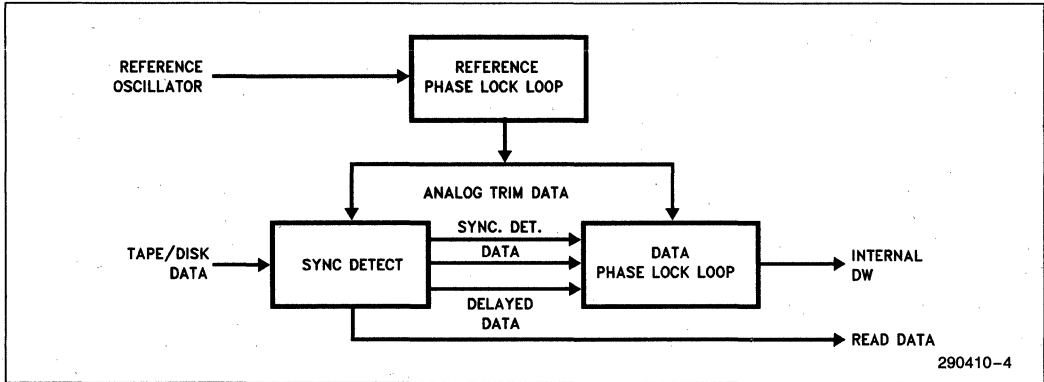 REFERENCE
OSCILLATOR
REFERENCE
PHASE LOCK LOOP
ANALOG TRIM DATA
TAPE/DISK
DATA
SYNC DETECT
SYNC. DET.
DATA
DELAYED
DATA
DATA
PHASE LOCK LOOP
INTERNAL
DW
READ DATA
290410-4